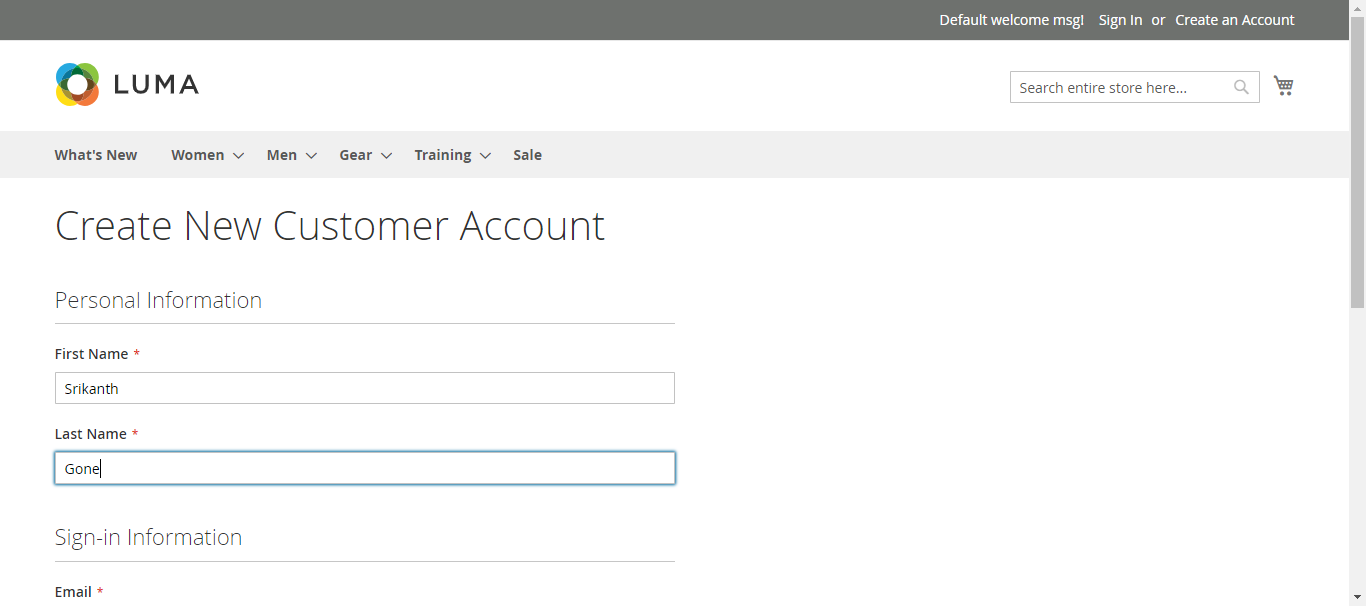 Default welcome msg! Sign In or Create an Account
LUMA
Search entire store here...
What's New Women Men Gear Training Sale
Create New Customer Account
Personal Information
First Name *
Srikanth
Last Name *
Gone
Sign-in Information
Email *